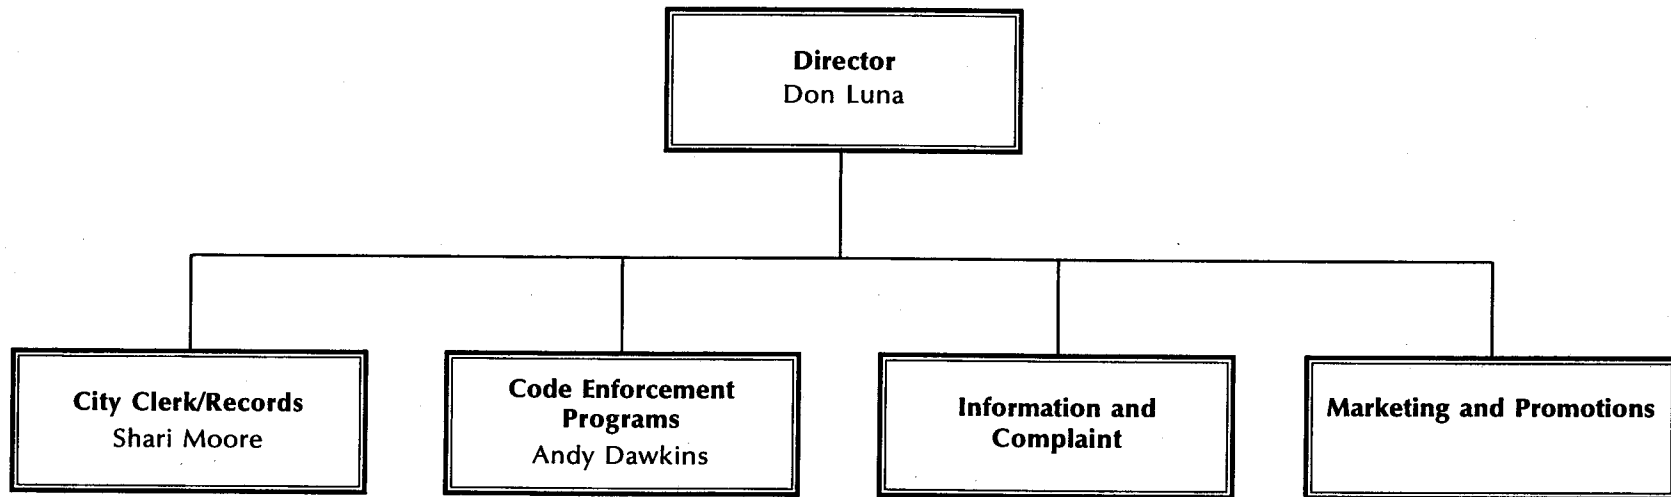 Director
Don Luna
City Clerk/Records
Shari Moore
Code Enforcement
Programs
Andy Dawkins
Information and
Complaint
Marketing and Promotions